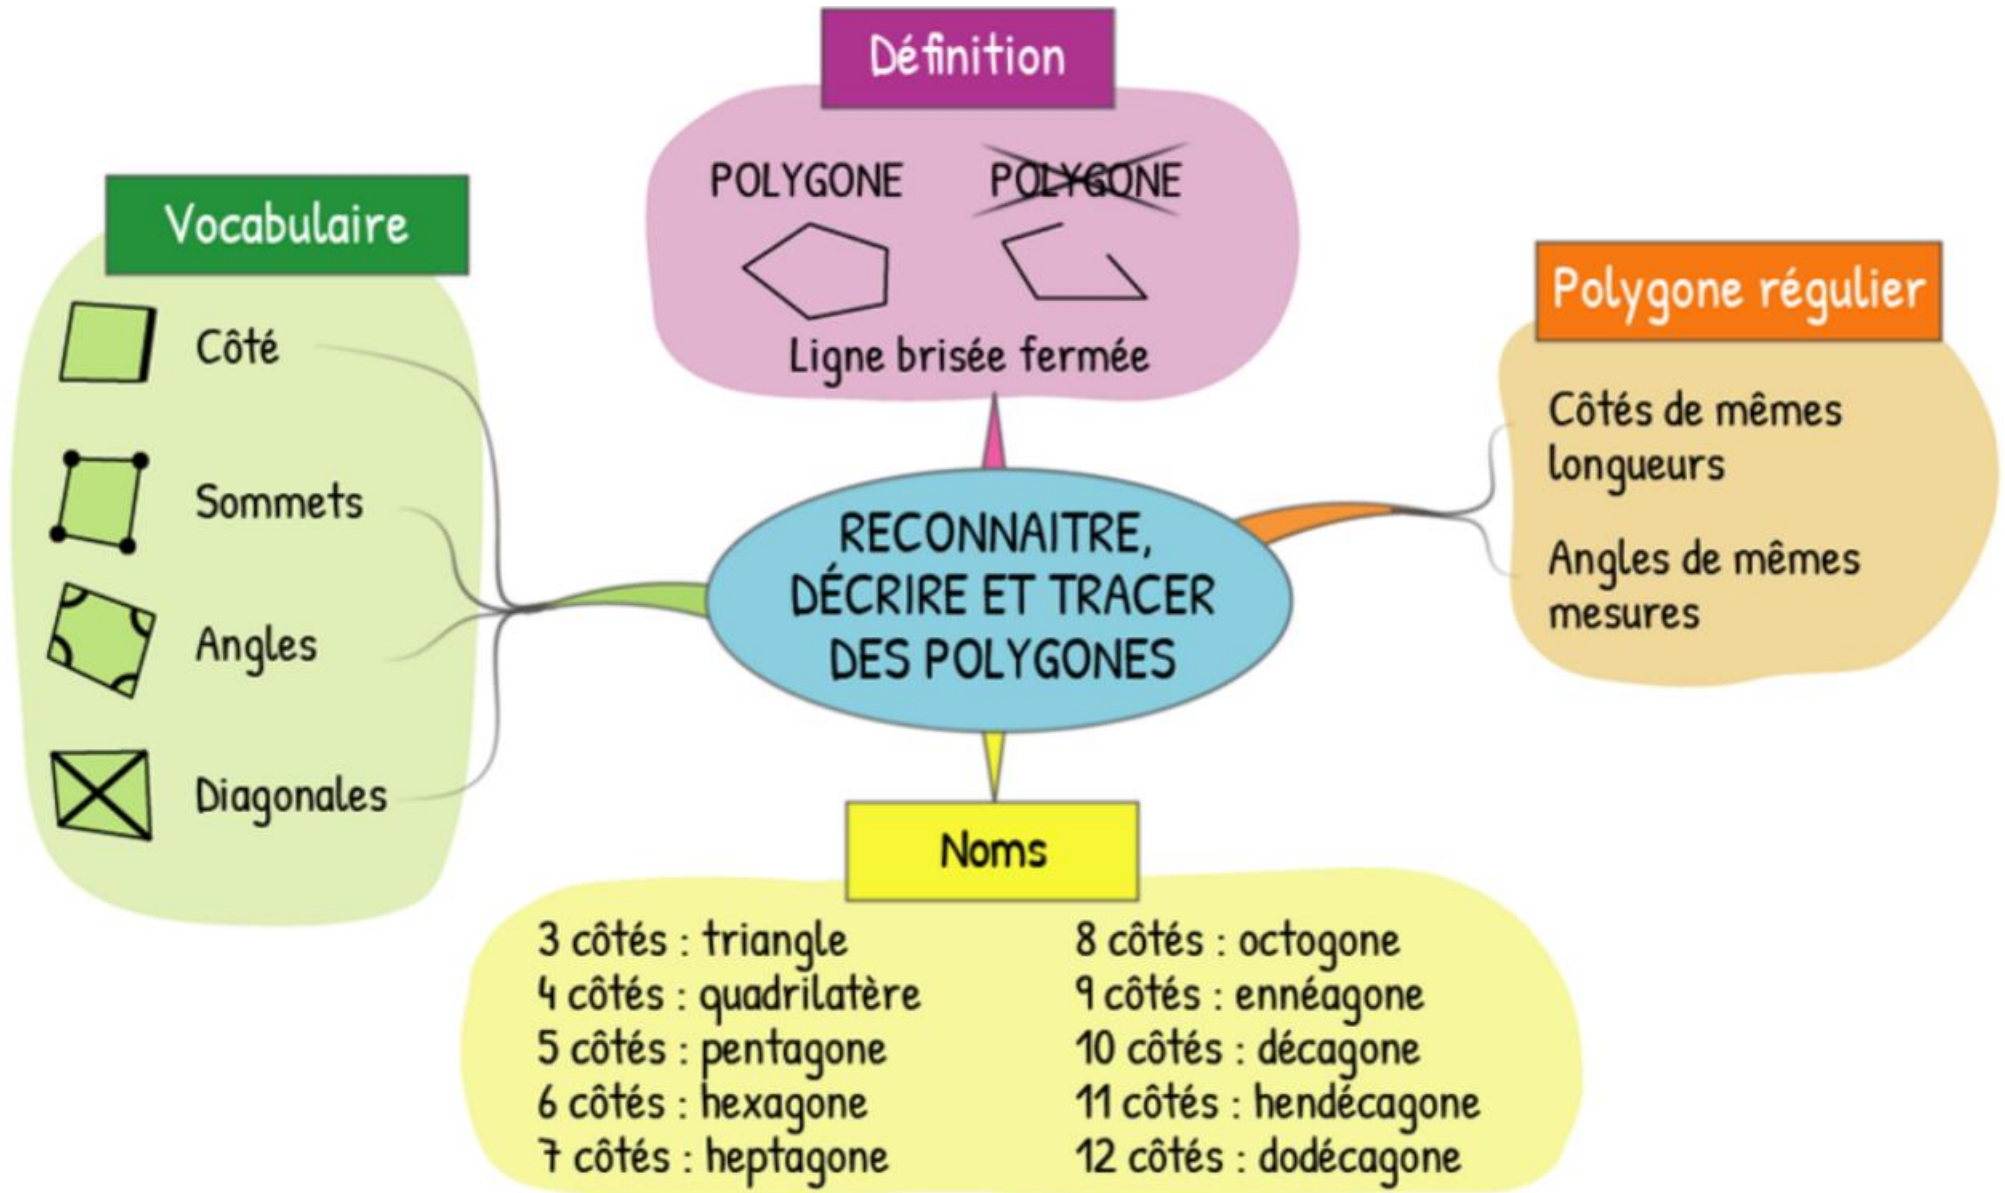 Définition
POLYGONE
POLYGONE
Ligne brisée fermée
Vocabulaire
Côté
Sommets
Angles
Diagonales
Polygone régulier
Côtés de mêmes
longueurs
Angles de mêmes
mesures
RECONNAITRE,
DÉCRIRE ET TRACER
DES POLYGONES
Noms
3 côtés : triangle
4 côtés : quadrilatère
5 côtés : pentagone
6 côtés : hexagone
7 côtés : heptagone
8 côtés : octogone
9 côtés : ennéagone
10 côtés : décagone
11 côtés : hendécagone
12 côtés : dodécagone